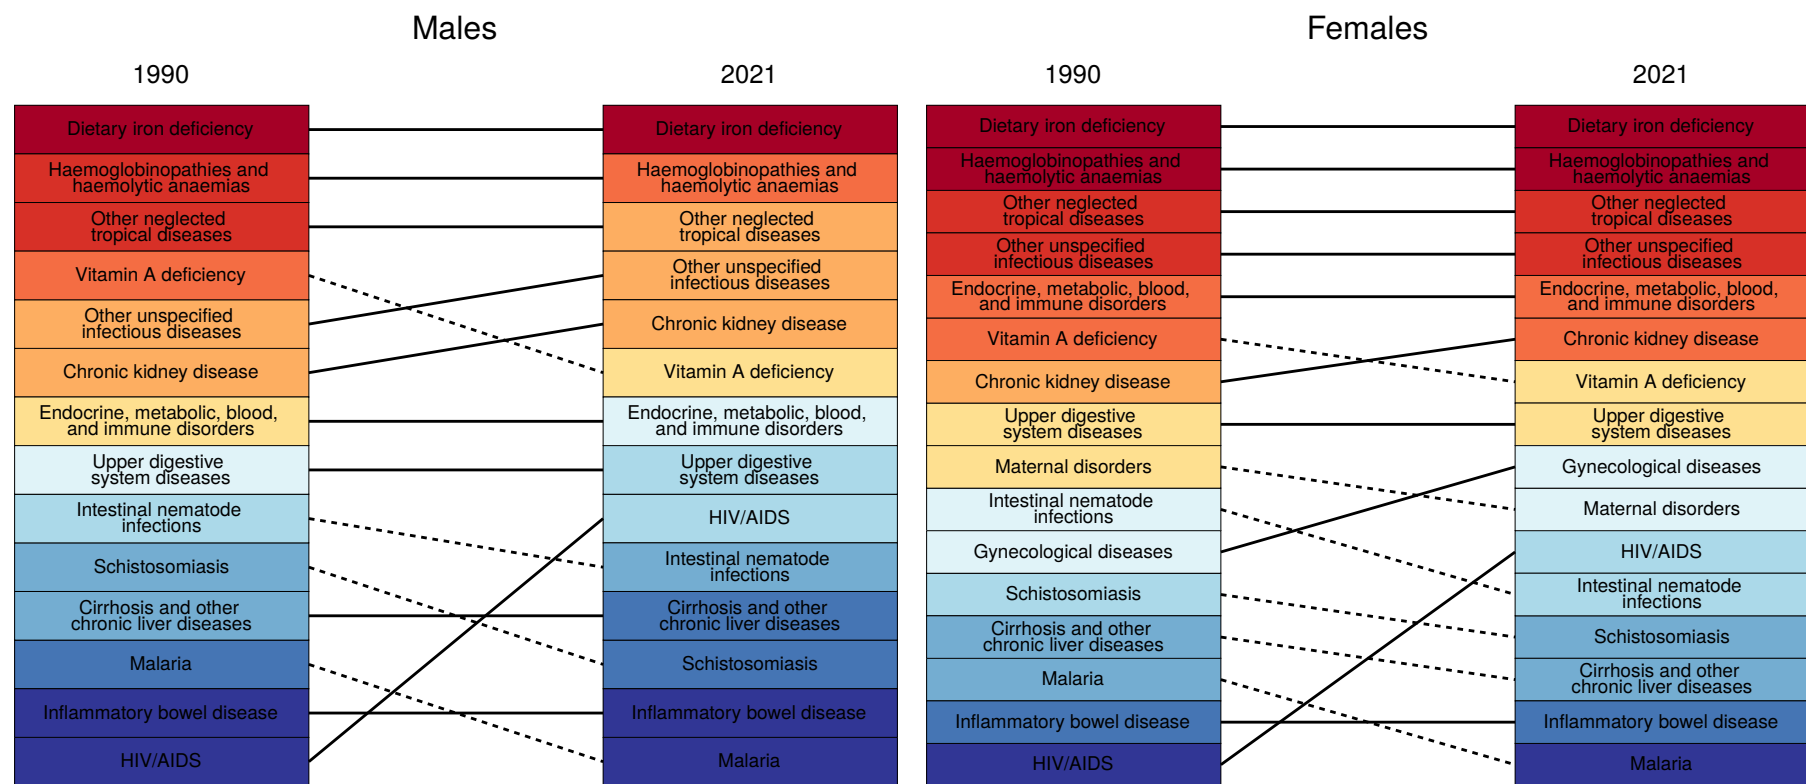 Males
1990
2021
Dietary iron deficiency
Haemoglobinopathies and
haemolytic anaemias
Other neglected
tropical diseases
Vitamin A deficiency
Other unspecified
infectious diseases
Chronic kidney disease
Endocrine, metabolic, blood,
and immune disorders
Upper digestive
system diseases
Intestinal nematode
infections
Schistosomiasis
Cirrhosis and other
chronic liver diseases
Malaria
Inflammatory bowel disease
HIV/AIDS
Dietary iron deficiency
Haemoglobinopathies and
haemolytic anaemias
Other neglected
tropical diseases
Other unspecified
infectious diseases
Chronic kidney disease
Vitamin A deficiency
Endocrine, metabolic, blood,
and immune disorders
Upper digestive
system diseases
HIV/AIDS
Intestinal nematode
infections
Cirrhosis and other
chronic liver diseases
Schistosomiasis
Inflammatory bowel disease
Malaria
Females
1990
2021
Dietary iron deficiency
Haemoglobinopathies and
haemolytic anaemias
Other neglected
tropical diseases
Other unspecified
infectious diseases
Endocrine, metabolic, blood,
and immune disorders
Vitamin A deficiency
Chronic kidney disease
Upper digestive
system diseases
Maternal disorders
Intestinal nematode
infections
Gynecological diseases
Schistosomiasis
Cirrhosis and other
chronic liver diseases
Malaria
Inflammatory bowel disease
HIV/AIDS
Dietary iron deficiency
Haemoglobinopathies and
haemolytic anaemias
Other neglected
tropical diseases
Other unspecified
infectious diseases
Endocrine, metabolic, blood,
and immune disorders
Chronic kidney disease
Vitamin A deficiency
Upper digestive
system diseases
Gynecological diseases
Maternal disorders
HIV/AIDS
Intestinal nematode
infections
Schistosomiasis
Cirrhosis and other
chronic liver diseases
Inflammatory bowel disease
Malaria